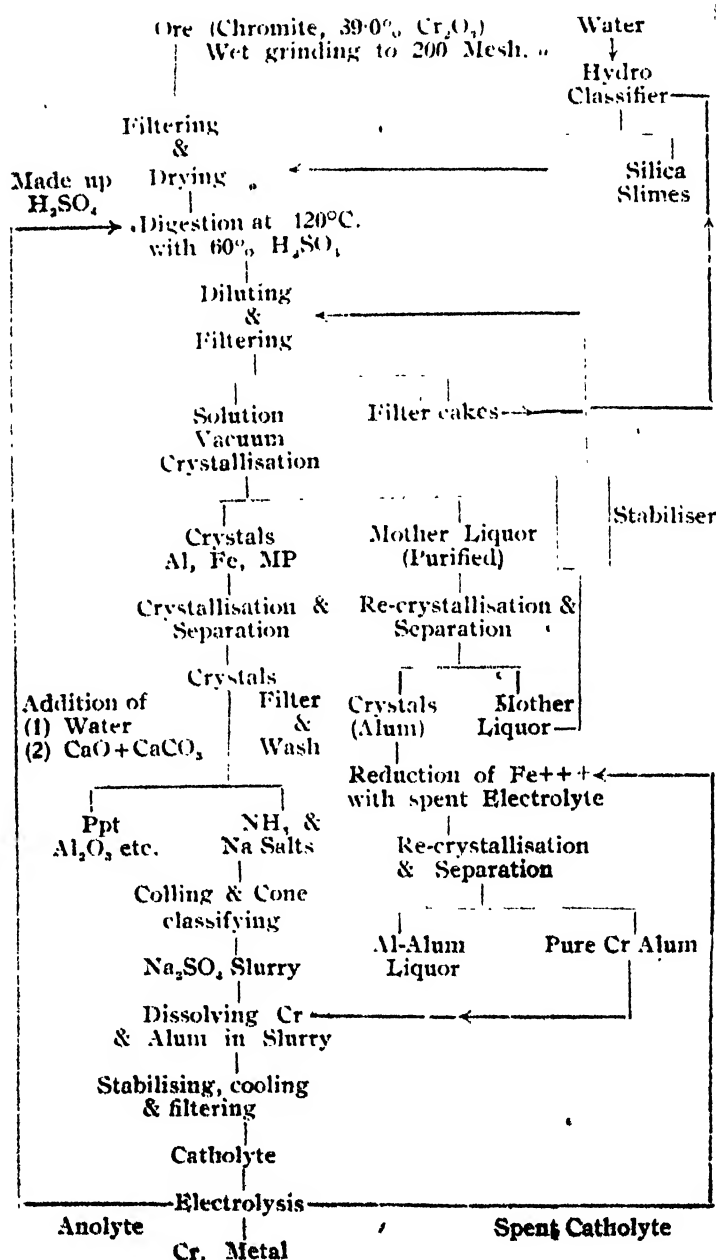 Ore (Chromite, 39·0% Cr₂O₃)
Wet grinding to 200 Mesh.
Water
Hydro
Classifier
Filtering
&
Drying
Silica
Slimes
Made up
H₂SO₄
Digestion at 120°C.
with 60% H₂SO₄
Diluting
&
Filtering
Solution
Vacuum
Crystallisation
Filter cakes
Stabiliser
Crystals
Al, Fe, MP
Mother Liquor
(Purified)
Crystallisation &
Separation
Re-crystallisation &
Separation
Crystals
Addition of
(1) Water
(2) CaO+CaCO₃
Filter
&
Wash
Crystals
(Alum)
Mother
Liquor
Reduction of Fe+++
with spent Electrolyte
Ppt
Al₂O₃ etc.
NH, &
Na Salts
Re-crystallisation
& Separation
Colling & Cone
classifying
Al-Alum
Liquor
Pure Cr Alum
Na₂SO₄ Slurry
Dissolving Cr
& Alum in Slurry
Stabilising, cooling
& filtering
Catholyte
Electrolysis
Anolyte
Spent Catholyte
Cr. Metal